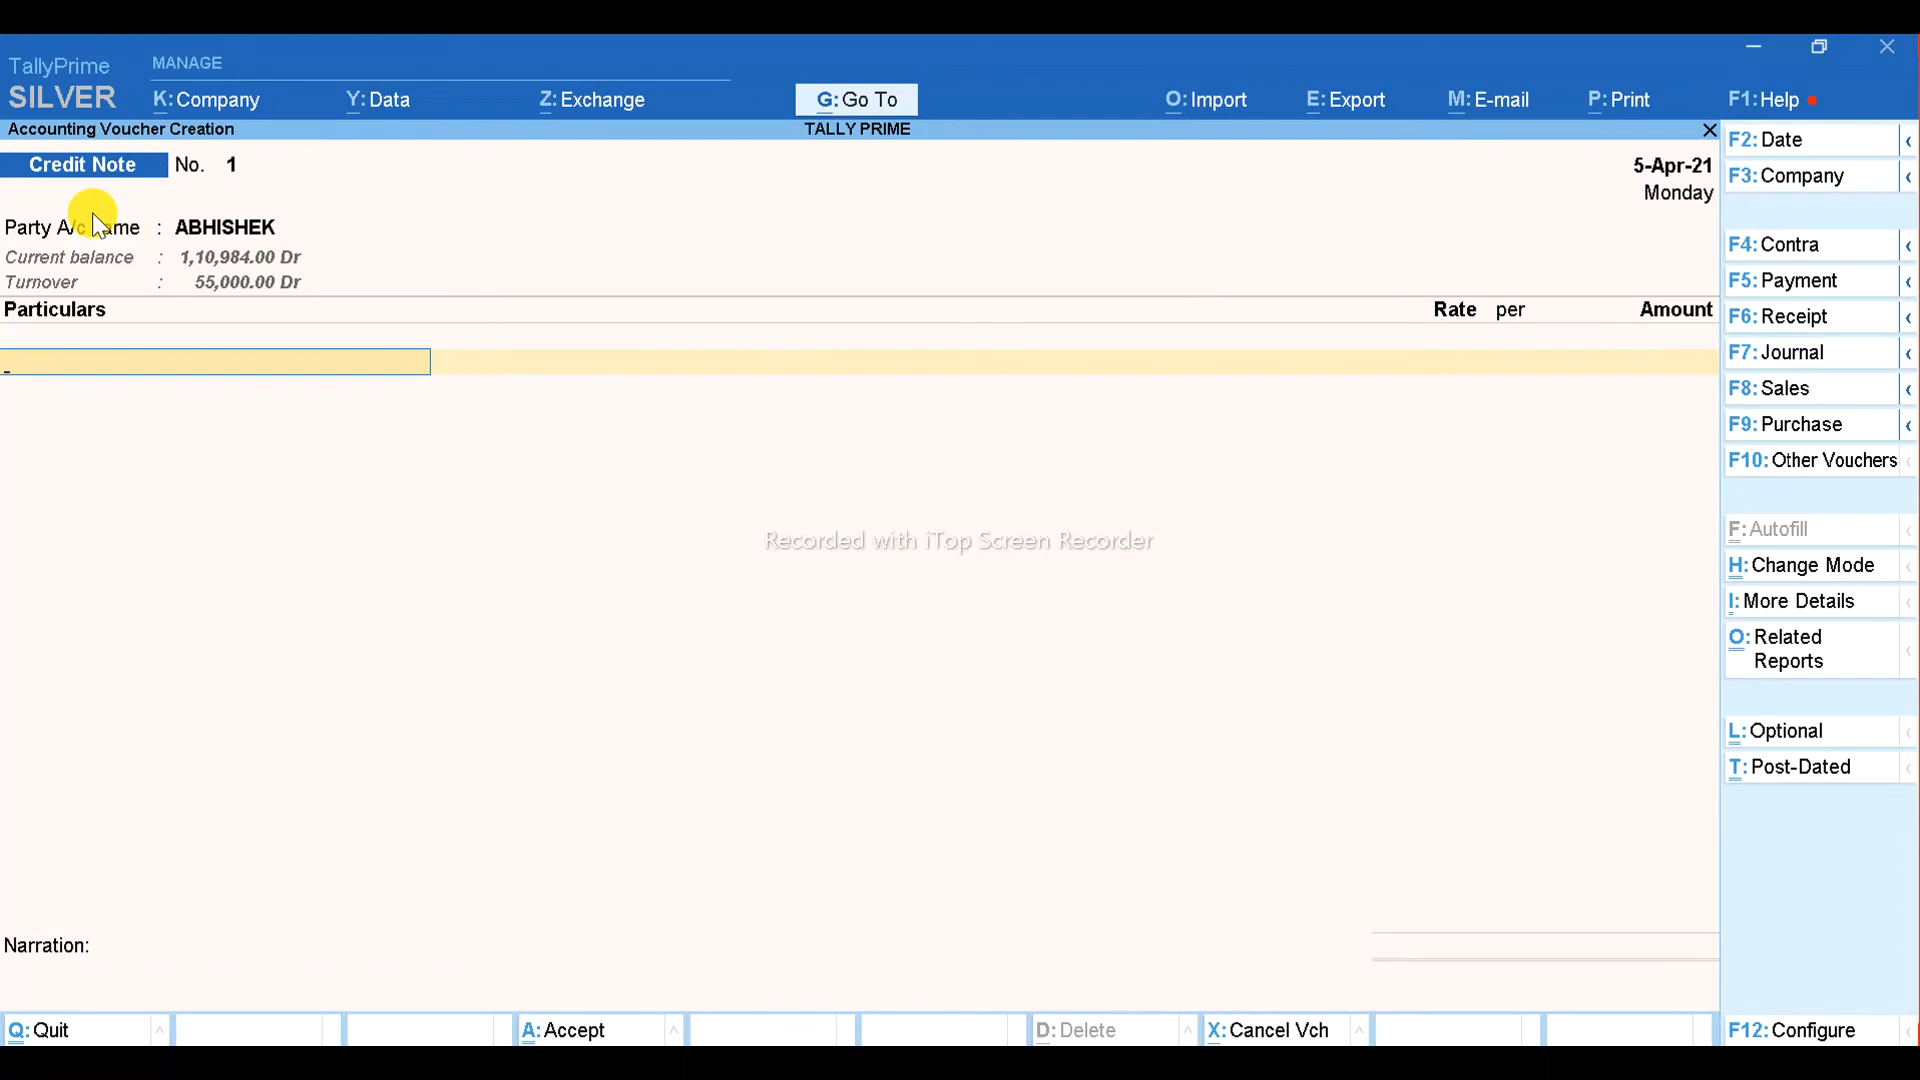 TallyPrime
MANAGE
SILVER
K:Company
Y:Data
Z:Exchange
G:Go To
O:Import
E:Export
M:E-mail
P:Print
F1:Help
Accounting Voucher Creation
TALLY PRIME
Credit Note No. 1
5-Apr-21
Monday
Party A/c Name : ABHISHEK
Current balance : 1,10,984.00 Dr
Turnover : 55,000.00 Dr
Particulars
Rate per
Amount
Recorded with iTop Screen Recorder
Narration:
F2:Date
F3:Company
F4:Contra
F5:Payment
F6:Receipt
F7:Journal
F8:Sales
F9:Purchase
F10:Other Vouchers
F:Autofill
H:Change Mode
I:More Details
O:Related
Reports
L:Optional
T:Post-Dated
Q:Quit
A:Accept
D:Delete
X:Cancel Vch
F12:Configure